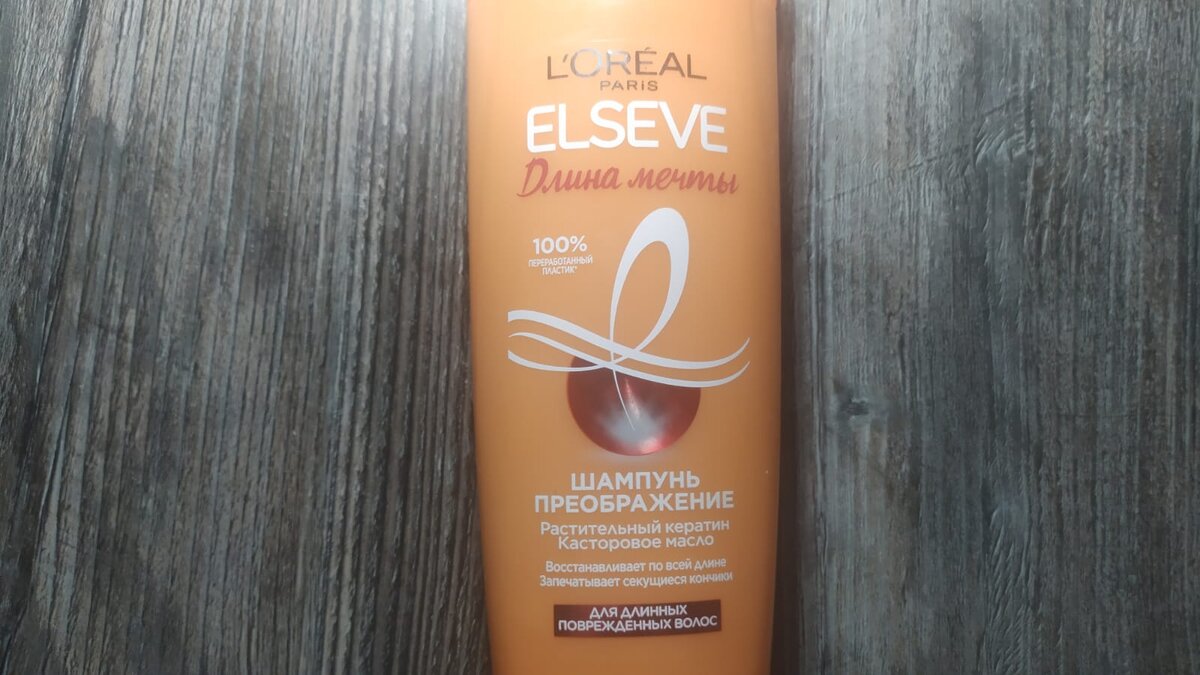 L'ORÉAL
PARIS
ELSEVE
Длина мечты
100%
ПЕРЕРАБОТАННЫЙ
ПЛАСТИК*
ШАМПУНЬ
ПРЕОБРАЖЕНИЕ
Растительный кератин
Касторовое масло
Восстанавливает по всей длине
Запечатывает секущиеся кончики
ДЛЯ ДЛИННЫХ
ПОВРЕЖДЕННЫХ ВОЛОС